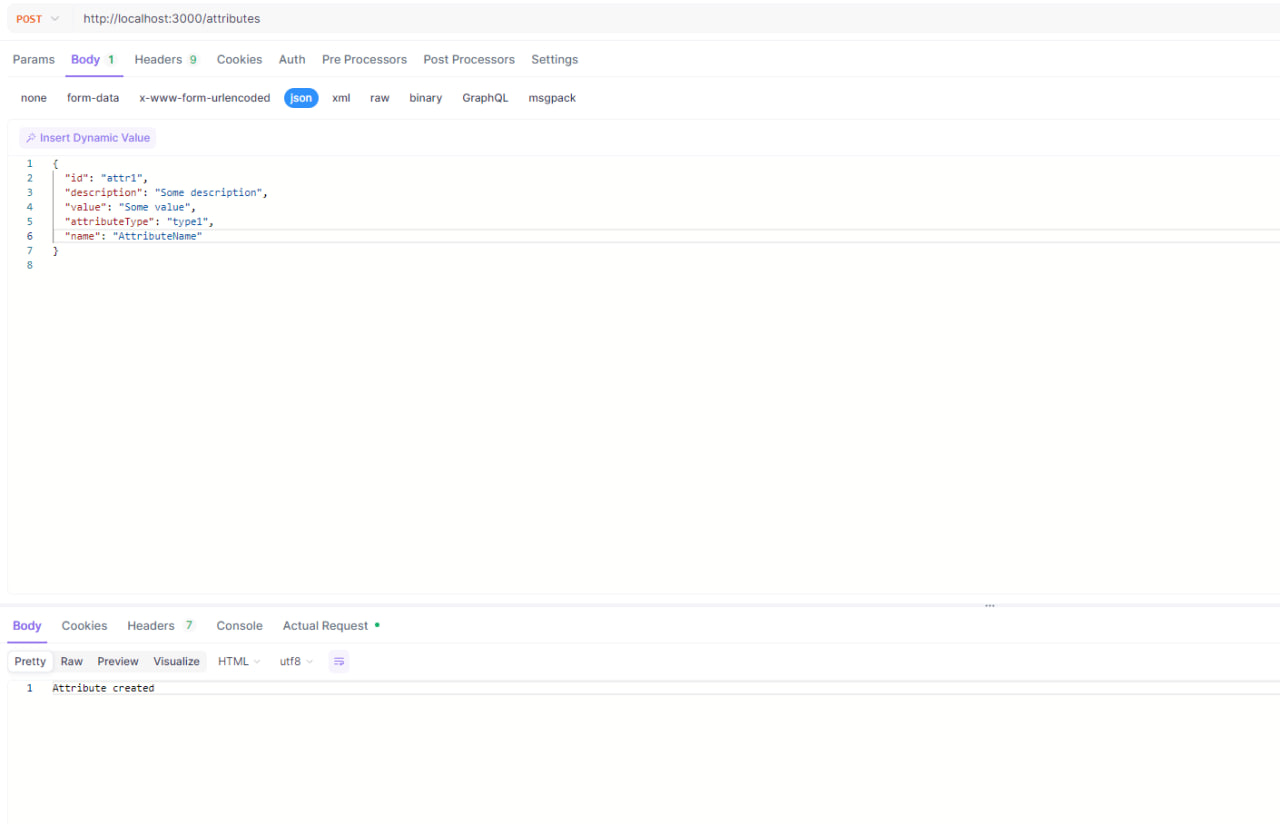 POST http://localhost:3000/attributes
Params Body 1 Headers 9 Cookies Auth Pre Processors Post Processors Settings
none form-data x-www-form-urlencoded json xml raw binary GraphQL msgpack
Insert Dynamic Value
1 {
2 "id": "attr1",
3 "description": "Some description",
4 "value": "Some value",
5 "attributeType": "type1",
6 "name": "AttributeName"
7 }
8
...
Body Cookies Headers 7 Console Actual Request
Pretty Raw Preview Visualize HTML utf8
1 Attribute created